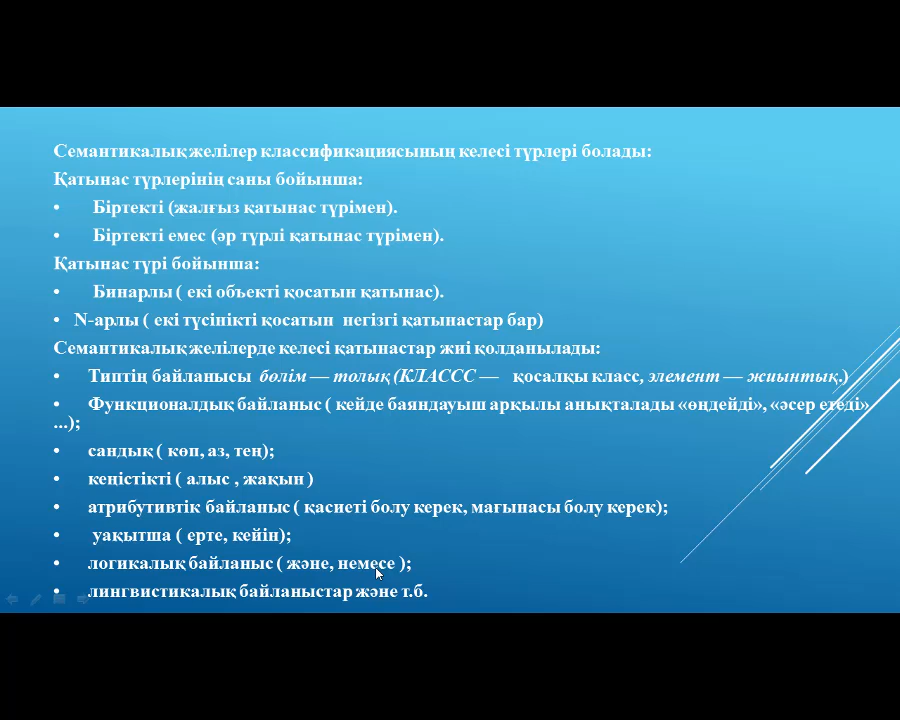 Семантикалық желілер классификациясының келесі түрлері болады:
Қатынас түрлерінің саны бойынша:
• Біртекті (жалғыз қатынас түрімен).
• Біртекті емес (әр түрлі қатынас түрімен).
Қатынас түрі бойынша:
• Бинарлы ( екі объекті қосатын қатынас).
• N-арлы ( екі түсінікті қосатын негізгі қатынастар бар)
Семантикалық желілерде келесі қатынастар жиі қолданылады:
• Типтің байланысы бөлім — толық (КЛАССС — қосалқы класс, элемент — жиынтық.)
• Функционалдық байланыс ( кейде баяндауыш арқылы анықталады «өңдейді», «әсер етеді»
...);
• сандық ( көп, аз, тең);
• кеңістікті ( алыс , жақын )
• атрибутивтік байланыс ( қасиеті болу керек, мағынасы болу керек);
• уақытша ( ерте, кейін);
• логикалық байланыс ( және, немесе );
• лингвистикалық байланыстар және т.б.